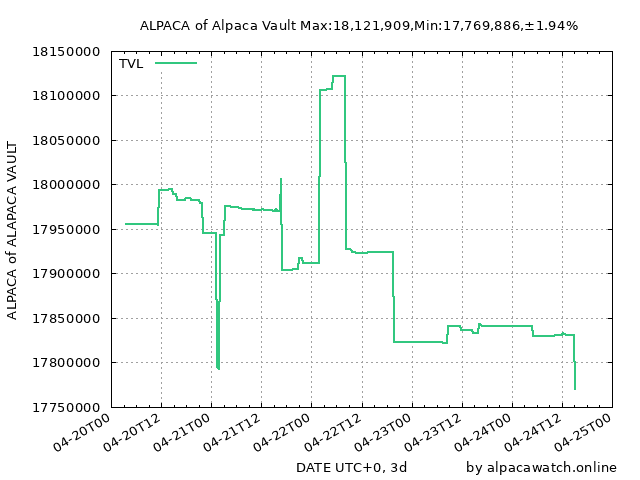 ALPACA of Alpaca Vault Max:18,121,909,Min:17,769,886,±1.94%
TVL
18150000
18100000
18050000
18000000
17950000
17900000
17850000
17800000
17750000
ALPACA of ALAPACA VAULT
04-20T00
04-20T12
04-21T00
04-21T12
04-22T00
04-22T12
04-23T00
04-23T12
04-24T00
04-24T12
04-25T00
DATE UTC+0, 3d
by alpacawatch.online